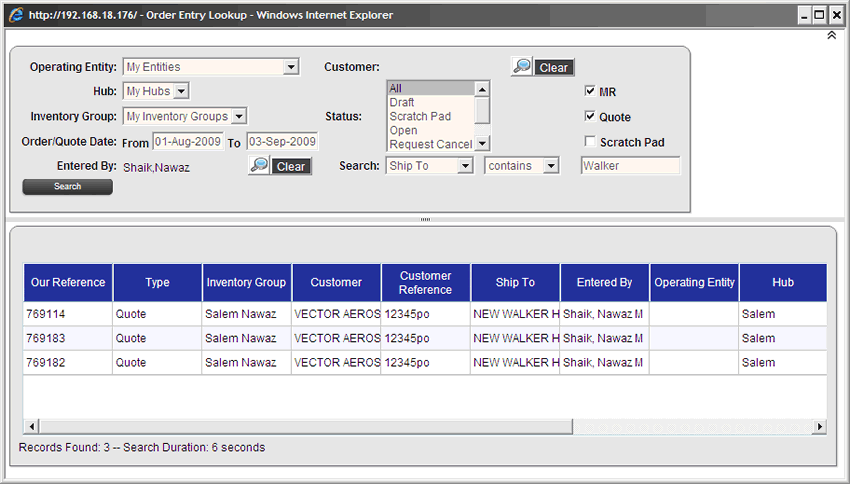 http://192.168.18.176/ - Order Entry Lookup - Windows Internet Explorer
Operating Entity: My Entities Customer: Clear
Hub: My Hubs All MR
Draft
Inventory Group: My Inventory Groups Status: Scratch Pad Quote
Open
Order/Quote Date: From 01-Aug-2009 To 03-Sep-2009 Request Cancel Scratch Pad
Entered By: Shaik,Nawaz Clear Search: Ship To contains Walker
Search
Our Reference Type Inventory Group Customer Customer Reference Ship To Entered By Operating Entity Hub
769114 Quote Salem Nawaz VECTOR AEROS 12345po NEW WALKER H Shaik, Nawaz M Salem
769183 Quote Salem Nawaz VECTOR AEROS 12345po NEW WALKER H Shaik, Nawaz M Salem
769182 Quote Salem Nawaz VECTOR AEROS 12345po NEW WALKER H Shaik, Nawaz M Salem
Records Found: 3 -- Search Duration: 6 seconds